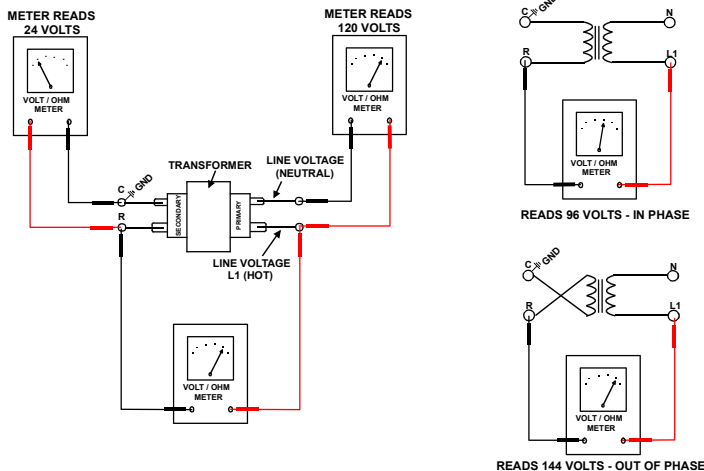 METER READS
24 VOLTS
VOLT / OHM
METER
METER READS
120 VOLTS
VOLT / OHM
METER
TRANSFORMER
LINE VOLTAGE
(NEUTRAL)
C
GND
R
SECONDARY
PRIMARY
LINE VOLTAGE
L1 (HOT)
VOLT / OHM
METER
C
GND
N
R
L1
VOLT / OHM
METER
READS 96 VOLTS - IN PHASE
C
GND
N
R
L1
VOLT / OHM
METER
READS 144 VOLTS - OUT OF PHASE